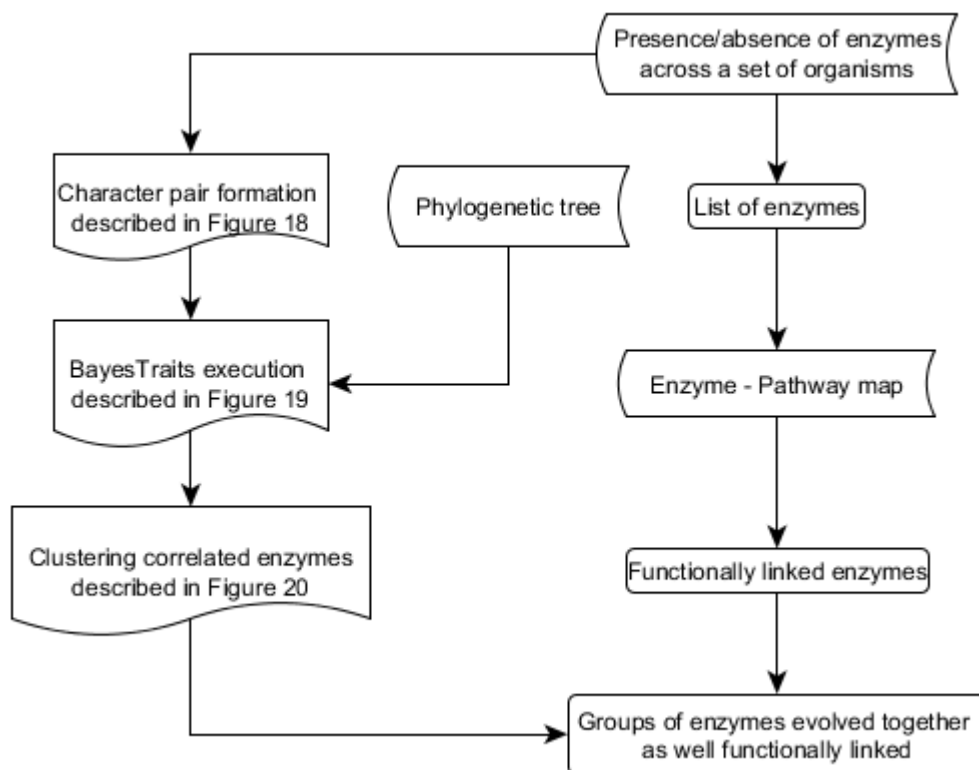 Presence/absence of enzymes
across a set of organisms
Character pair formation
described in Figure 18
Phylogenetic tree
List of enzymes
BayesTraits execution
described in Figure 19
Enzyme - Pathway map
Clustering correlated enzymes
described in Figure 20
Functionally linked enzymes
Groups of enzymes evolved together
as well functionally linked